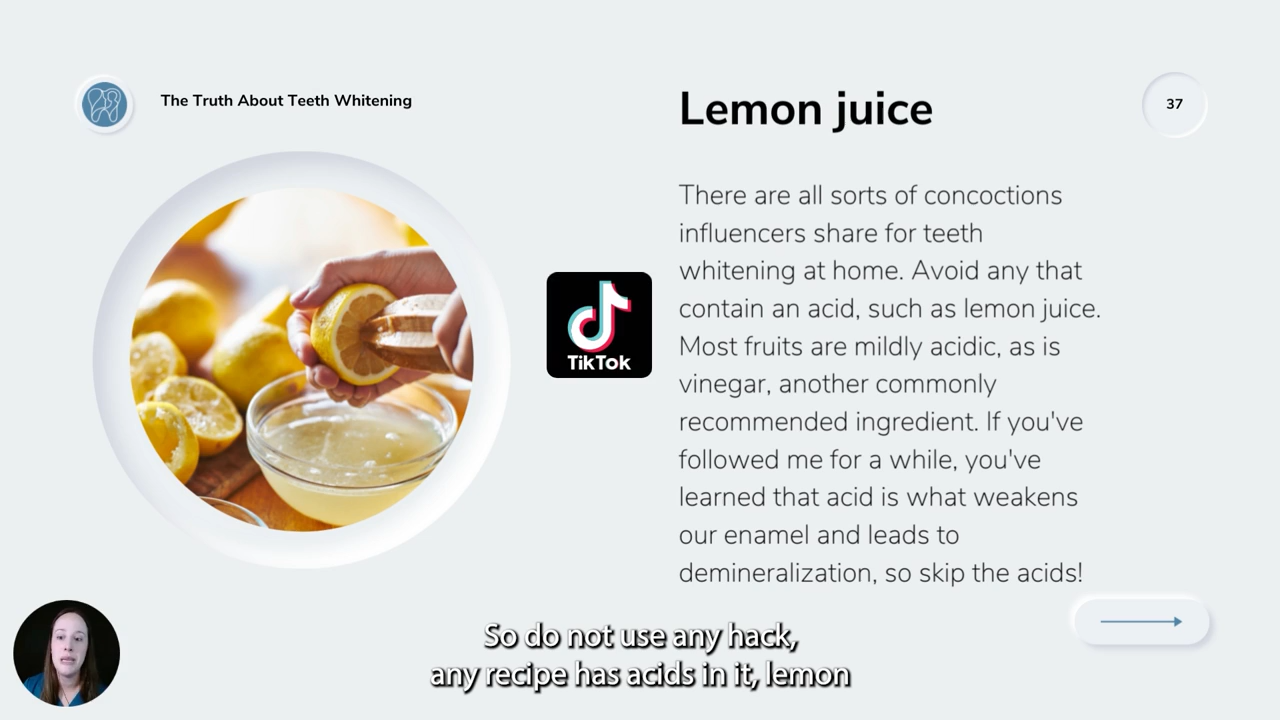 The Truth About Teeth Whitening
Lemon juice
37
There are all sorts of concoctions
influencers share for teeth
whitening at home. Avoid any that
contain an acid, such as lemon juice.
Most fruits are mildly acidic, as is
vinegar, another commonly
recommended ingredient. If you've
followed me for a while, you've
learned that acid is what weakens
our enamel and leads to
demineralization, so skip the acids!
TikTok
So do not use any hack,
any recipe has acids in it, lemon